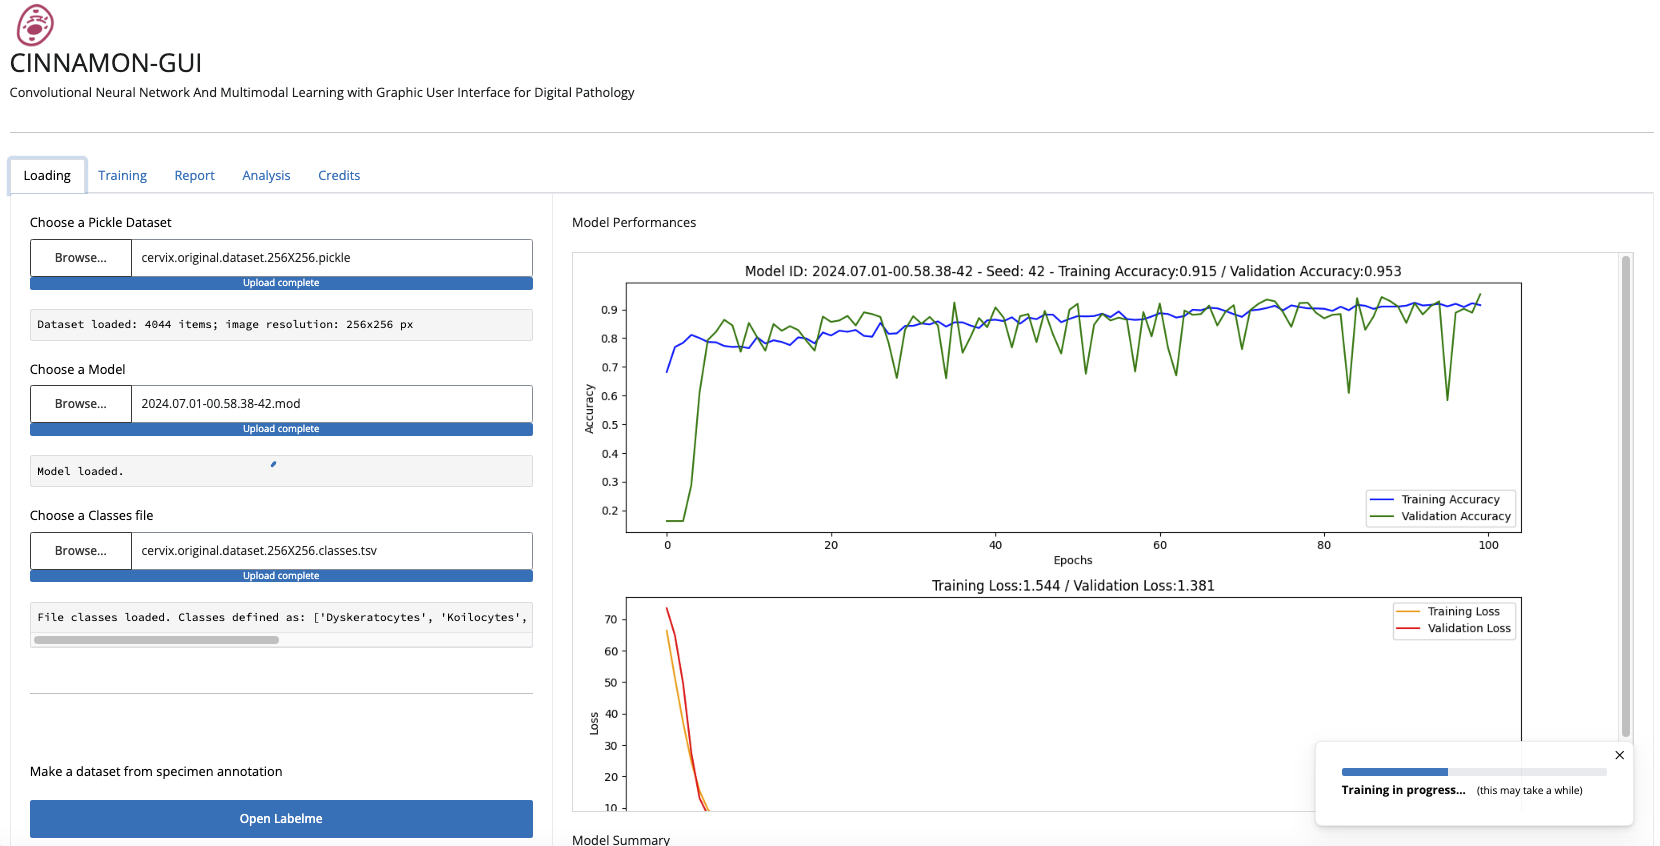 CINNAMON-GUI
Convolutional Neural Network And Multimodal Learning with Graphic User Interface for Digital Pathology
Loading Training Report Analysis Credits
Choose a Pickle Dataset
Browse... cervix.original.dataset.256X256.pickle
Upload complete
Dataset loaded: 4044 items; image resolution: 256x256 px
Choose a Model
Browse... 2024.07.01-00.58.38-42.mod
Upload complete
Model loaded.
Choose a Classes file
Browse... cervix.original.dataset.256X256.classes.tsv
Upload complete
File classes loaded. Classes defined as: ['Dyskeratocytes', 'Koilocytes',
Make a dataset from specimen annotation
Open Labelme
Model Performances
Model ID: 2024.07.01-00.58.38-42 - Seed: 42 - Training Accuracy:0.915 / Validation Accuracy:0.953
0.9
0.8
0.7
0.6
0.5
0.4
0.3
0.2
Accuracy
Training Accuracy
Validation Accuracy
0 20 40 60 80 100
Epochs
Training Loss:1.544 / Validation Loss:1.381
70
60
50
40
30
20
10
Loss
Training Loss
Validation Loss
Training in progress... (this may take a while)
Model Summary